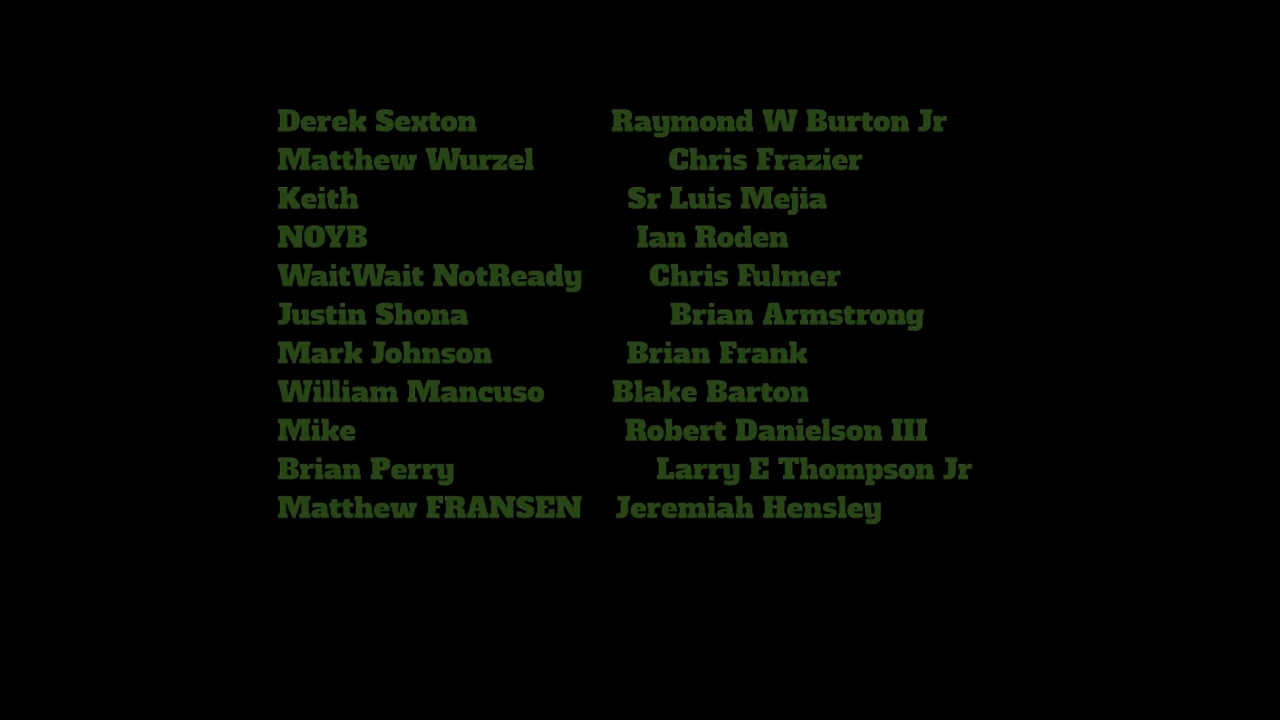 Derek Sexton Raymond W Burton Jr
Matthew Wurzel Chris Frazier
Keith Sr Luis Mejia
NOYB Ian Roden
WaitWait NotReady Chris Fulmer
Justin Shona Brian Armstrong
Mark Johnson Brian Frank
William Mancuso Blake Barton
Mike Robert Danielson III
Brian Perry Larry E Thompson Jr
Matthew FRANSEN Jeremiah Hensley